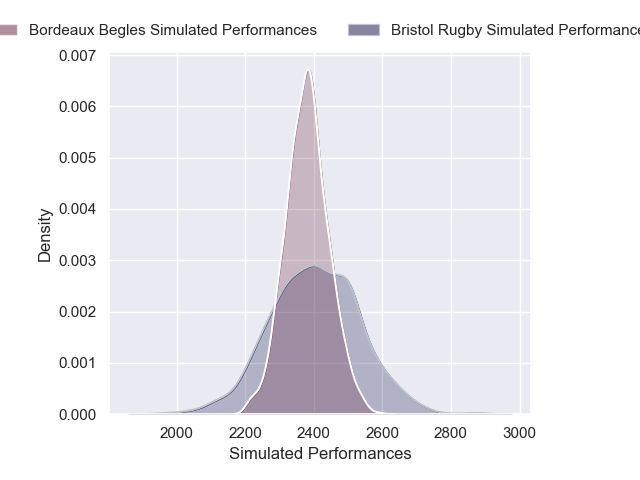 Bordeaux Begles Simulated Performances
Bristol Rugby Simulated Performance
0.007
0.006
0.005
0.004
0.003
0.002
0.001
0.000
Density
2000 2200 2400 2600 2800 3000
Simulated Performances